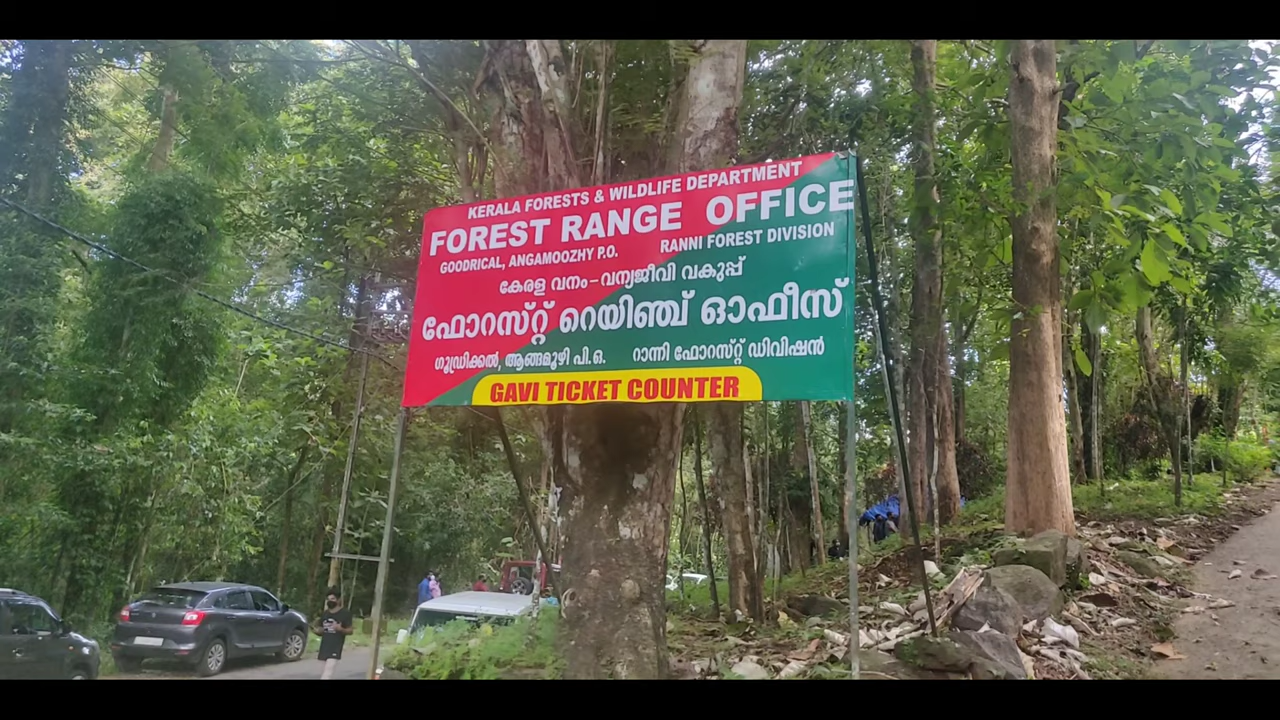 KERALA FORESTS & WILDLIFE DEPARTMENT
FOREST RANGE OFFICE
GOODRICAL, ANGAMOOZHY P.O. RANNI FOREST DIVISION
കേരള വനം - വന്യജീവി വകുപ്പ്
ഫോറസ്റ്റ് റെയിഞ്ച് ഓഫീസ്
ഗൂഡ്രിക്കൽ, ആങ്ങമൂഴി പി.ഒ. റാന്നി ഫോറസ്റ്റ് ഡിവിഷൻ
GAVI TICKET COUNTER